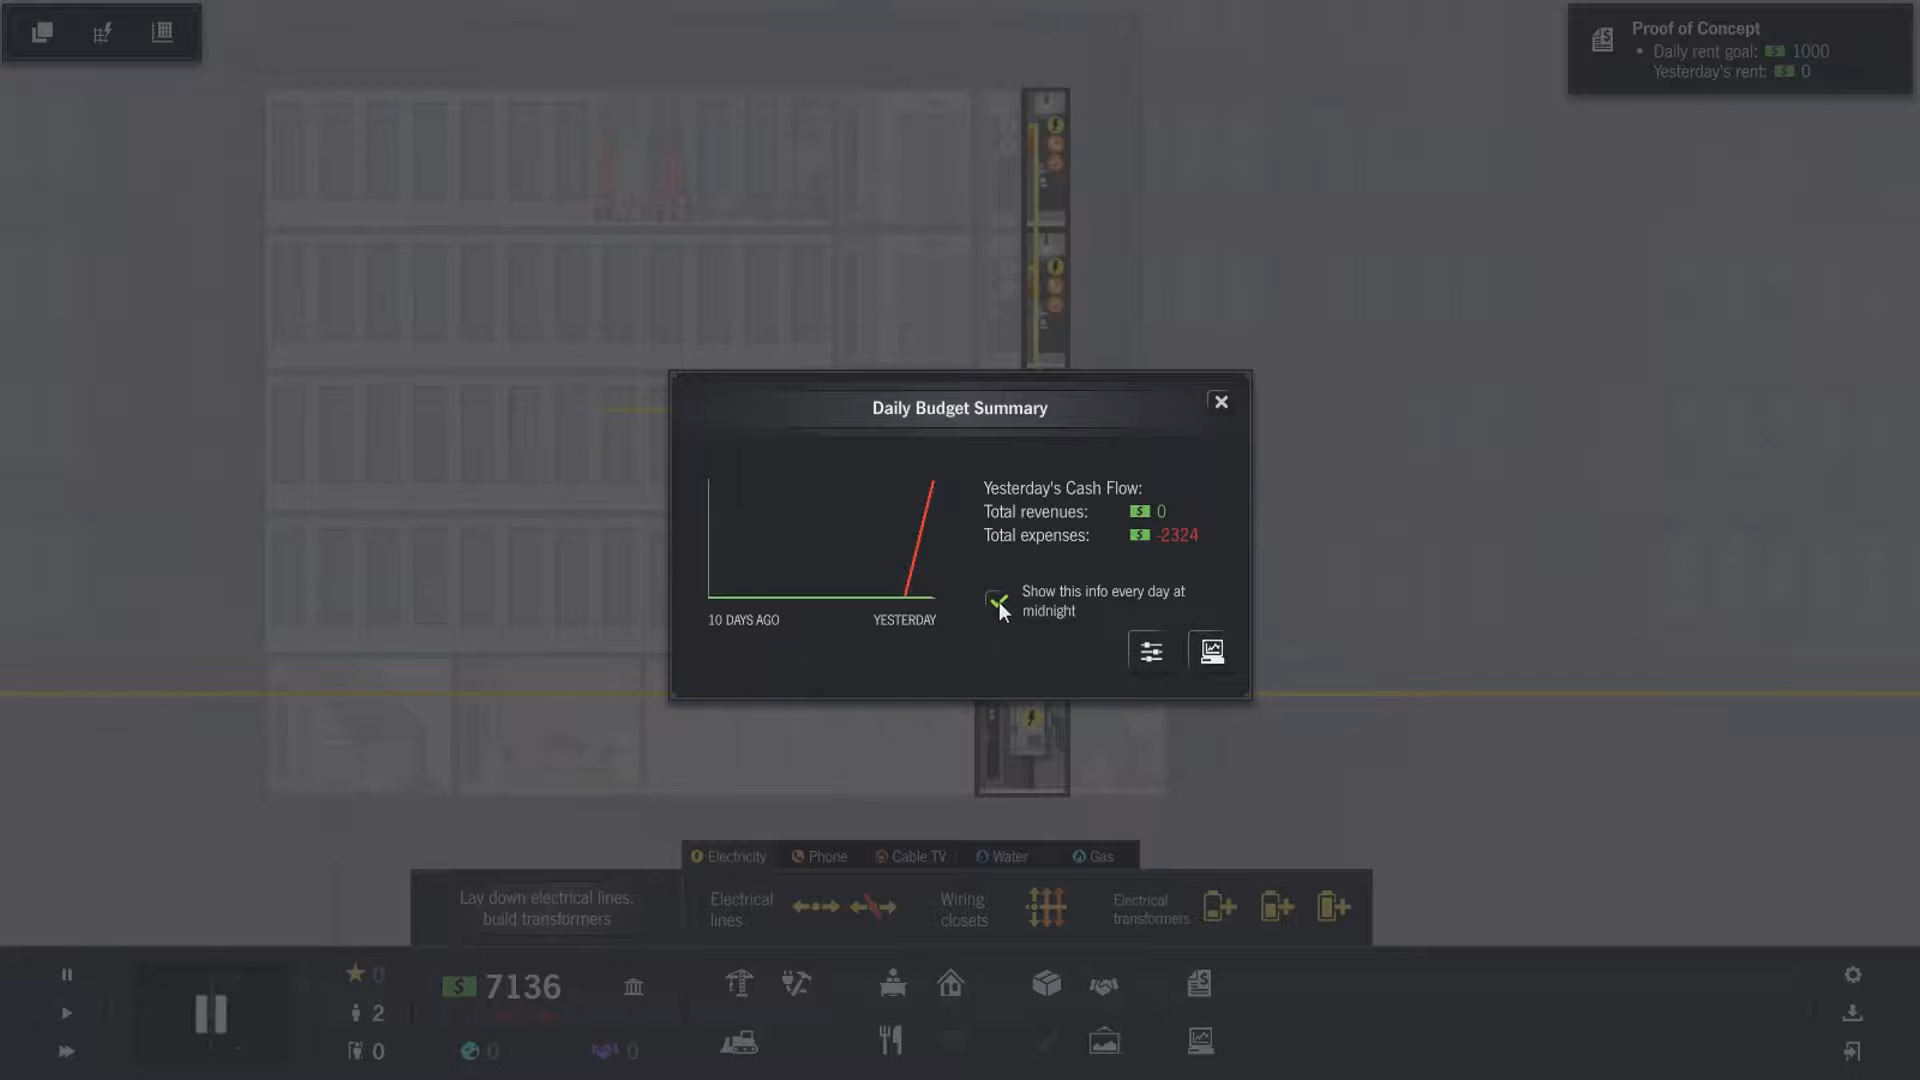 Proof of Concept
• Daily rent goal: 1000
Yesterday's rent: 0
Daily Budget Summary
Yesterday's Cash Flow:
Total revenues: 0
Total expenses: -2324
Show this info every day at
midnight
10 DAYS AGO
YESTERDAY
Electricity
Phone
Cable TV
Water
Gas
Lay down electrical lines,
build transformers
Electrical
lines
Wiring
closets
Electrical
transformers
0
2
0
7136
0
0